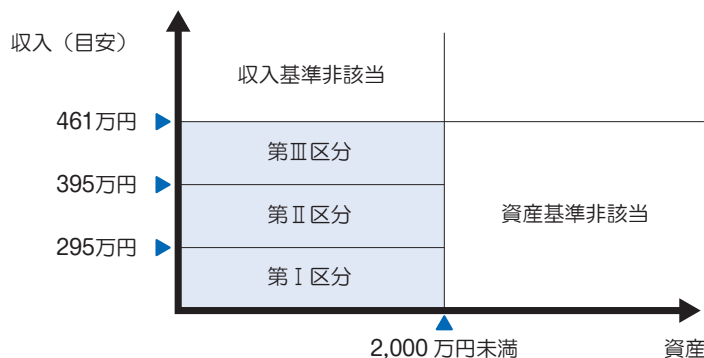 収入（目安）
収入基準非該当
461万円
第Ⅲ区分
395万円
第Ⅱ区分
資産基準非該当
295万円
第Ⅰ区分
2,000 万円未満
資産